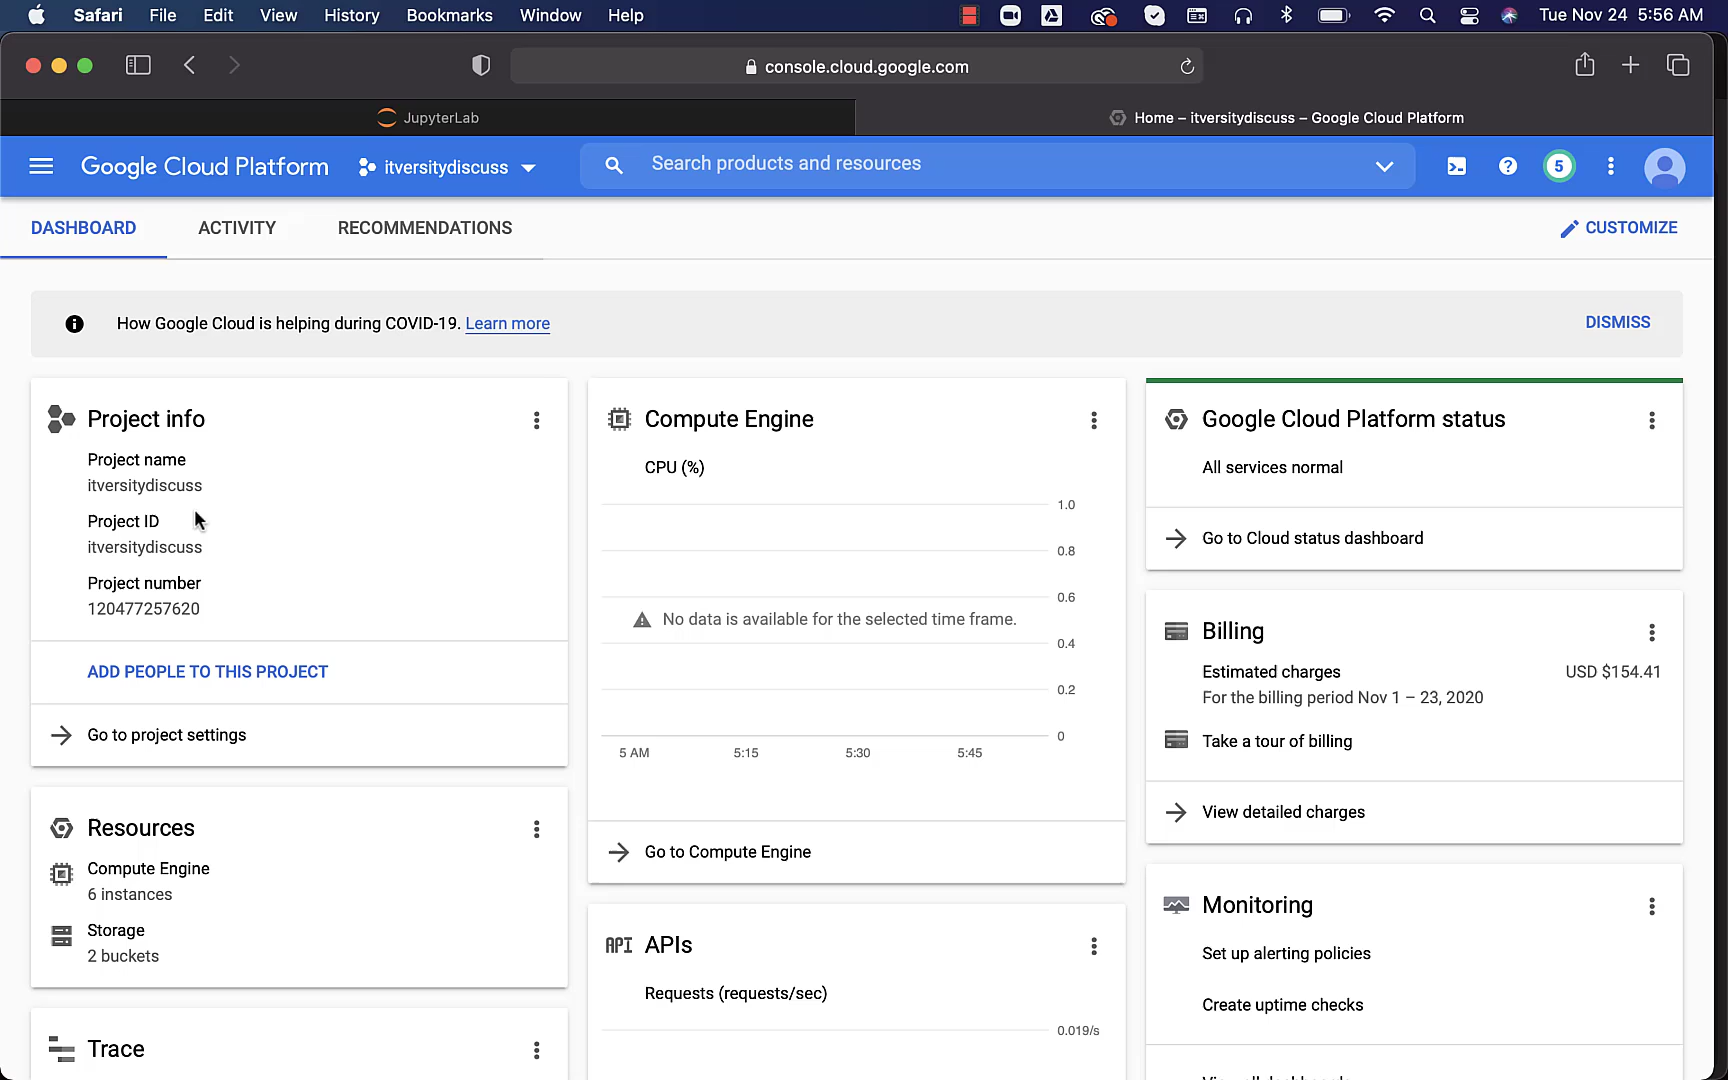 Safari File Edit View History Bookmarks Window Help Tue Nov 24 5:56 AM
console.cloud.google.com
JupyterLab
Home – itversitydiscuss – Google Cloud Platform
Google Cloud Platform itversitydiscuss Search products and resources 5
DASHBOARD ACTIVITY RECOMMENDATIONS CUSTOMIZE
How Google Cloud is helping during COVID-19. Learn more DISMISS
Project info
Project name
itversitydiscuss
Project ID
itversitydiscuss
Project number
120477257620
ADD PEOPLE TO THIS PROJECT
Go to project settings
Resources
Compute Engine
6 instances
Storage
2 buckets
Trace
Compute Engine
CPU (%)
1.0
0.8
0.6
No data is available for the selected time frame.
0.4
0.2
0
5 AM 5:15 5:30 5:45
Go to Compute Engine
API APIs
Requests (requests/sec)
0.019/s
Google Cloud Platform status
All services normal
Go to Cloud status dashboard
Billing
Estimated charges USD $154.41
For the billing period Nov 1 – 23, 2020
Take a tour of billing
View detailed charges
Monitoring
Set up alerting policies
Create uptime checks